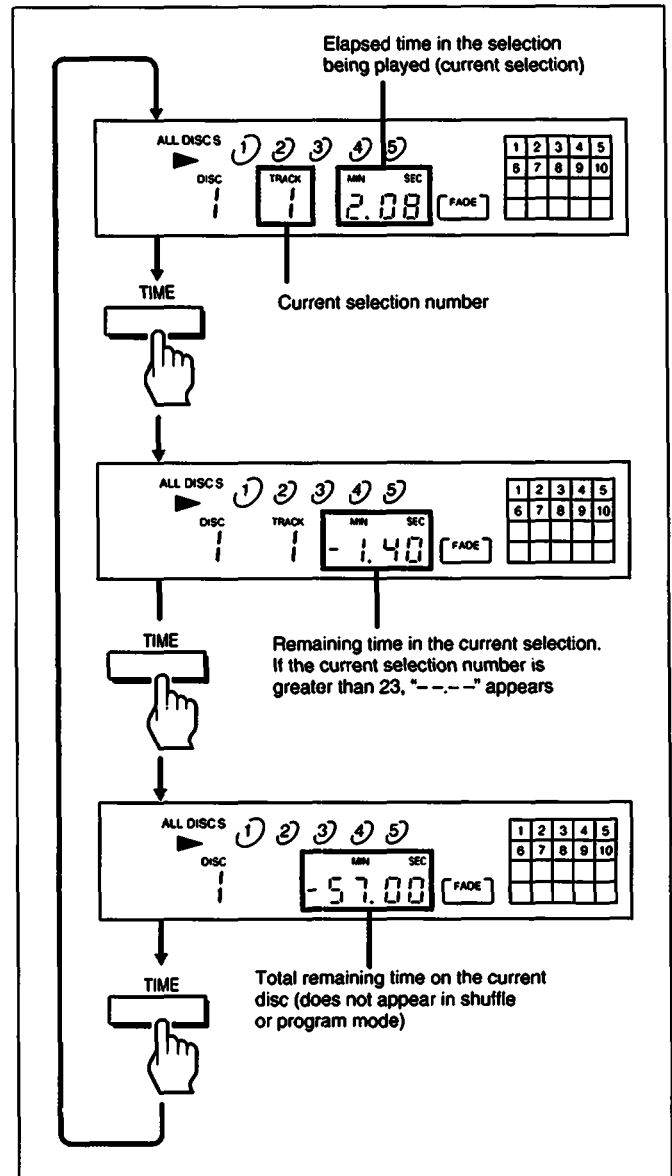 Elapsed time in the selection
being played (current selection)
ALL DISCS 1 2 3 4 5
DISC TRACK MIN SEC
1 1 2.08 FADE
1 2 3 4 5
6 7 8 9 10
TIME
Current selection number
ALL DISCS 1 2 3 4 5
DISC TRACK MIN SEC
1 1 - 1.40 FADE
1 2 3 4 5
6 7 8 9 10
TIME
Remaining time in the current selection.
If the current selection number is
greater than 23, "– –.– –" appears
ALL DISCS 1 2 3 4 5
DISC MIN SEC
1 - 57.00 FADE
1 2 3 4 5
6 7 8 9 10
TIME
Total remaining time on the current
disc (does not appear in shuffle
or program mode)